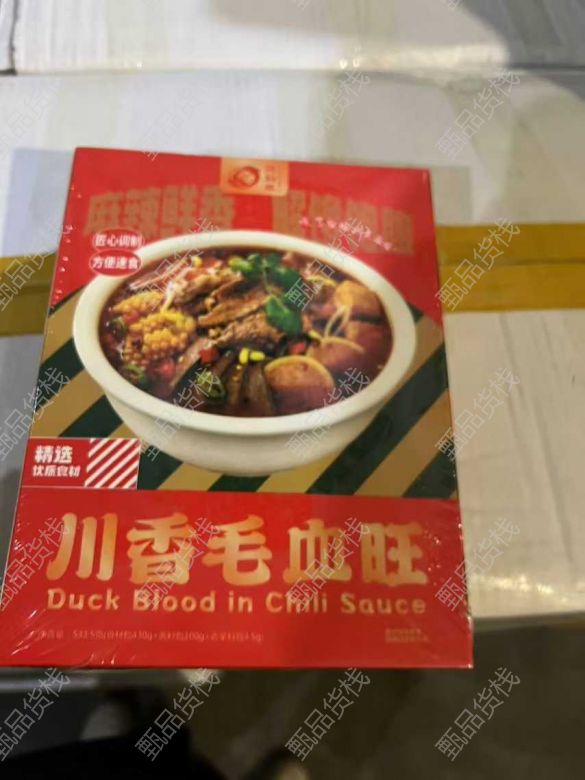 麻辣鲜香
匠心调制
方便速食
精选
优质食材
川香毛血旺
Duck Blood in Chili Sauce
甄品货栈